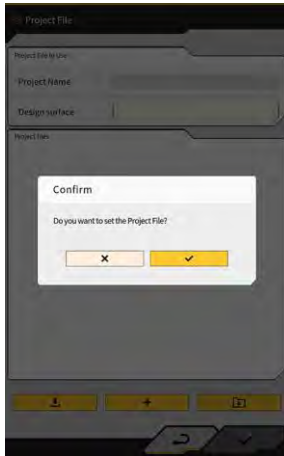 Project File
Project File to Use
Project Name
Design surface
Project Files
Confirm
Do you want to set the Project File?